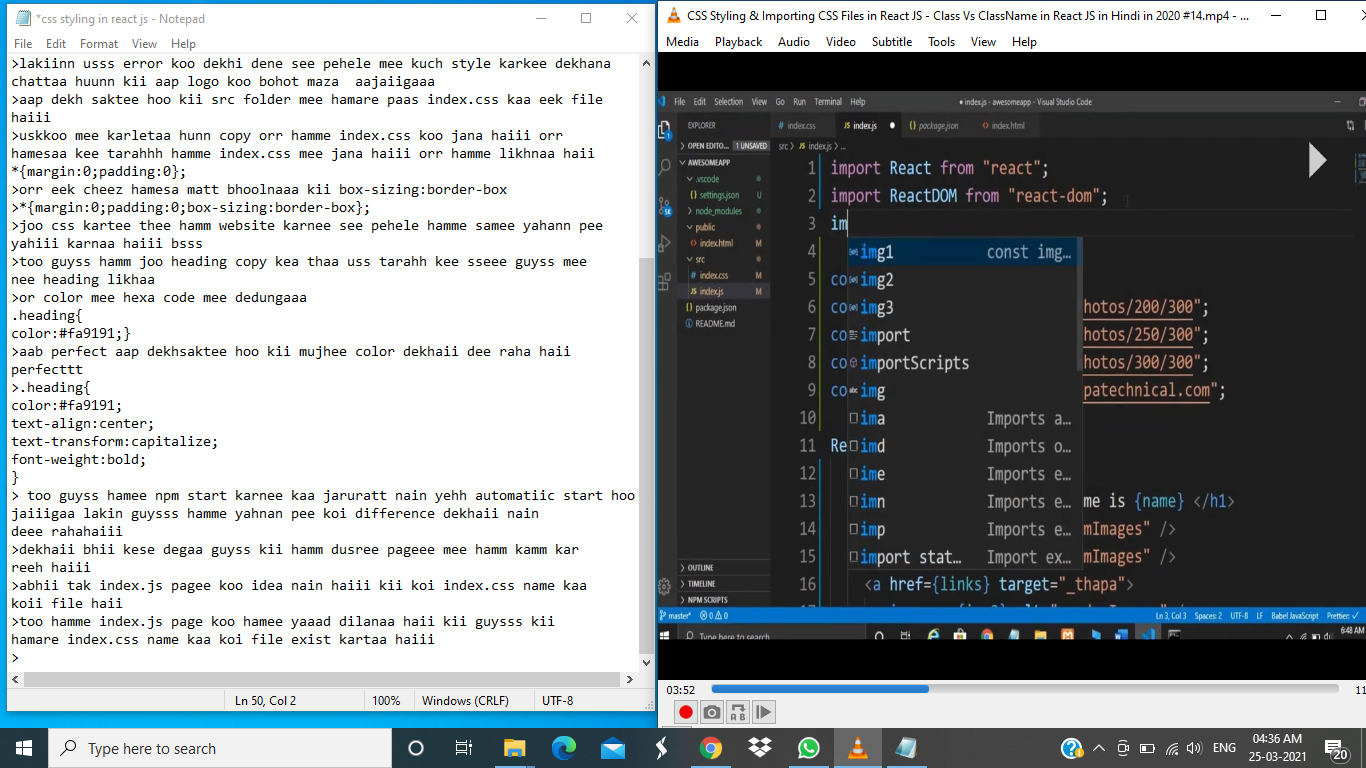 *css styling in react js - Notepad
File Edit Format View Help
>lakiinn usss error koo dekhi dene see pehele mee kuch style karkee dekhana
chattaa huunn kii aap logo koo bohot maza  aajaiigaaa
>aap dekh saktee hoo kii src folder mee hamare paas index.css kaa eek file
haiii
>uskkoo mee karletaa hunn copy orr hamme index.css koo jana haiii orr
hamesaa kee tarahhh hamme index.css mee jana haiii orr hamme likhnaa haii
*{margin:0;padding:0};
>orr eek cheez hamesa matt bhoolnaaa kii box-sizing:border-box
>*{margin:0;padding:0;box-sizing:border-box};
>joo css kartee thee hamm website karnee see pehele hamme samee yahann pee
yahiii karnaa haiii bsss
>too guyss hamm joo heading copy kea thaa uss tarahh kee sseee guyss mee
nee heading likhaa
>or color mee hexa code mee dedungaaa
.heading{
color:#fa9191;}
>aab perfect aap dekhsaktee hoo kii mujhee color dekhaii dee raha haii
perfecttt
>.heading{
color:#fa9191;
text-align:center;
text-transform:capitalize;
font-weight:bold;
}
> too guyss hamee npm start karnee kaa jaruratt nain yehh automatiic start hoo
jaiiigaa lakin guysss hamme yahnan pee koi difference dekhaii nain
deee rahahaiii
>dekhaii bhii kese degaa guyss kii hamm dusree pageee mee hamm kamm kar
reeh haiii
>abhii tak index.js pagee koo idea nain haiii kii koi index.css name kaa
koii file haii
>too hamme index.js page koo hamee yaaad dilanaa haii kii guysss kii
hamare index.css name kaa koi file exist kartaa haiii
>
Ln 50, Col 2 100% Windows (CRLF) UTF-8
CSS Styling & Importing CSS Files in React JS - Class Vs ClassName in React JS in Hindi in 2020 #14.mp4 - ...
Media Playback Audio Video Subtitle Tools View Help
File Edit Selection View Go Run Terminal Help ● index.js - awesomeapp - Visual Studio Code
EXPLORER
# index.css JS index.js ● {} package.json <> index.html
> OPEN EDITO... 1 UNSAVED
src > JS index.js > ...
AWESOMEAPP
.vscode
{} settings.json U
> node_modules
public
<> index.html M
src
# index.css M
JS index.js M
{} package.json
README.md
> OUTLINE
> TIMELINE
> NPM SCRIPTS
1 import React from "react";
2 import ReactDOM from "react-dom";
3 im
4 img1 const img...
5 co img2
6 co img3 hotos/200/300";
7 co import hotos/250/300";
8 co importScripts hotos/300/300";
9 co abc img patechnical.com";
10 ima Imports a...
11 Re imd Imports o...
12 ime Imports e...
13 imn Imports e... me is {name} </h1>
14 imp Imports e... mImages" />
15 import stat... Import ex... mImages" />
16 <a href={links} target="_thapa">
master* 0 0 Ln 3, Col 3 Spaces: 2 UTF-8 LF Babel JavaScript Prettier: ✓
Type here to search 6:48 AM
03:52 11
A B
Type here to search
ENG
04:36 AM
25-03-2021
20